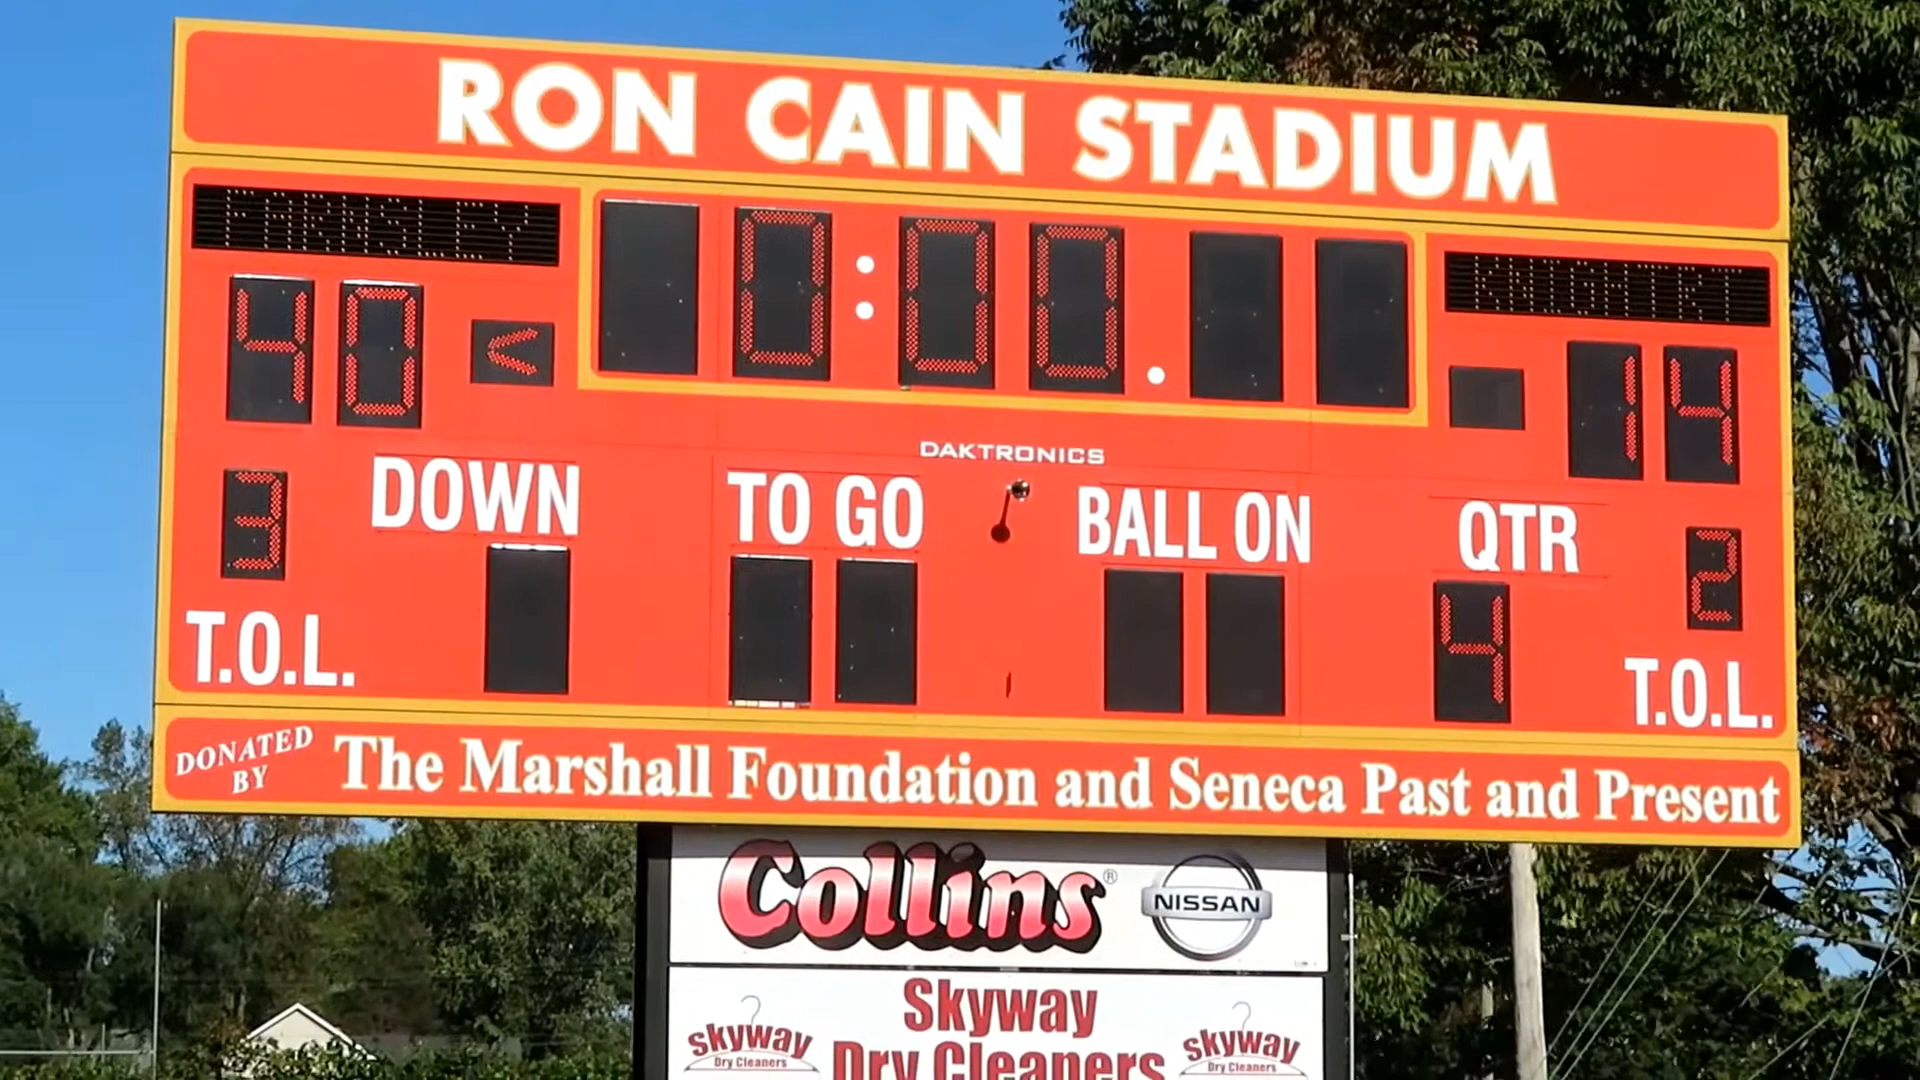 RON CAIN STADIUM
FARNSLEY
0:00.
KNIGHT
40 <
14
DAKTRONICS
3 DOWN TO GO BALL ON QTR 2
4
T.O.L. T.O.L.
DONATED BY
The Marshall Foundation and Seneca Past and Present
Collins®
NISSAN
Skyway
Dry Cleaners
skyway
Dry Cleaners
skyway
Dry Cleaners